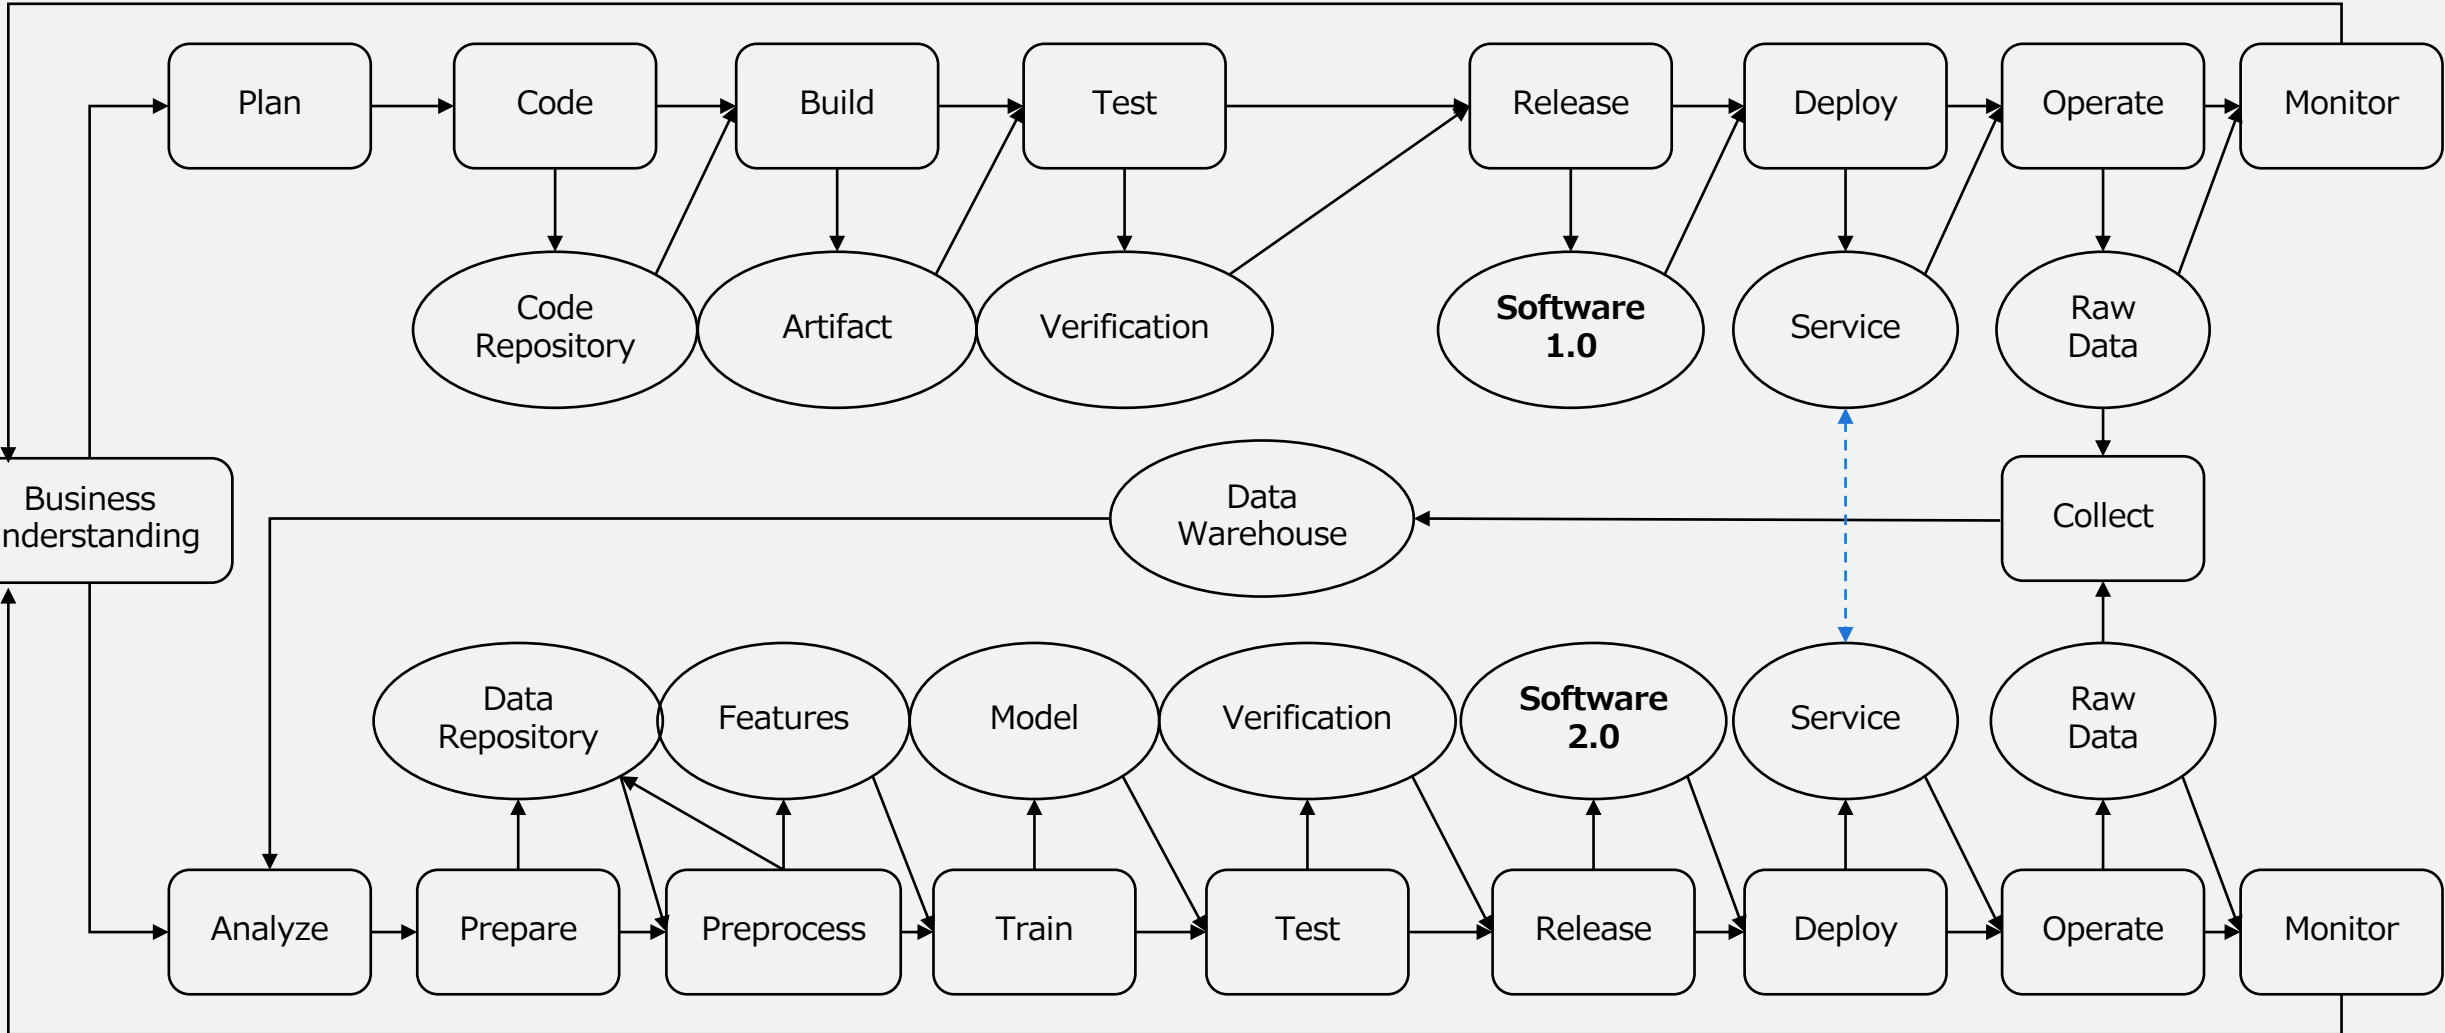 Plan
Code
Build
Test
Release
Deploy
Operate
Monitor
Code
Repository
Artifact
Verification
Software
1.0
Service
Raw
Data
Business
nderstanding
Data
Warehouse
Collect
Data
Repository
Features
Model
Verification
Software
2.0
Service
Raw
Data
Analyze
Prepare
Preprocess
Train
Test
Release
Deploy
Operate
Monitor